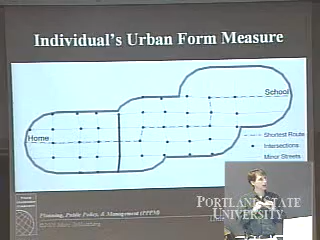 Individual's Urban Form Measure
School
Home
Shortest Route
Intersections
Minor Streets
PORTLAND STATE
UNIVERSITY
Planning, Public Policy, & Management (PPPM)